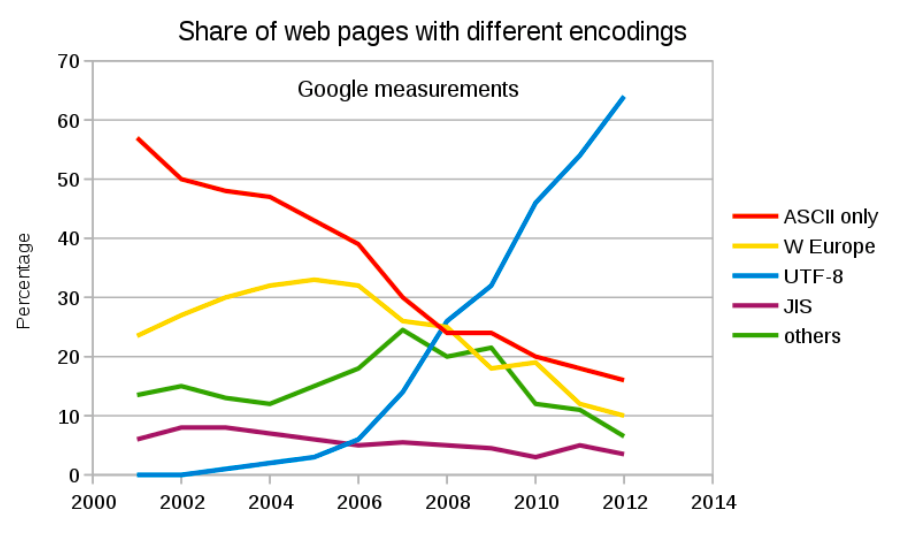 Share of web pages with different encodings
Google measurements
Percentage
70
60
50
40
30
20
10
0
2000 2002 2004 2006 2008 2010 2012 2014
ASCII only
W Europe
UTF-8
JIS
others